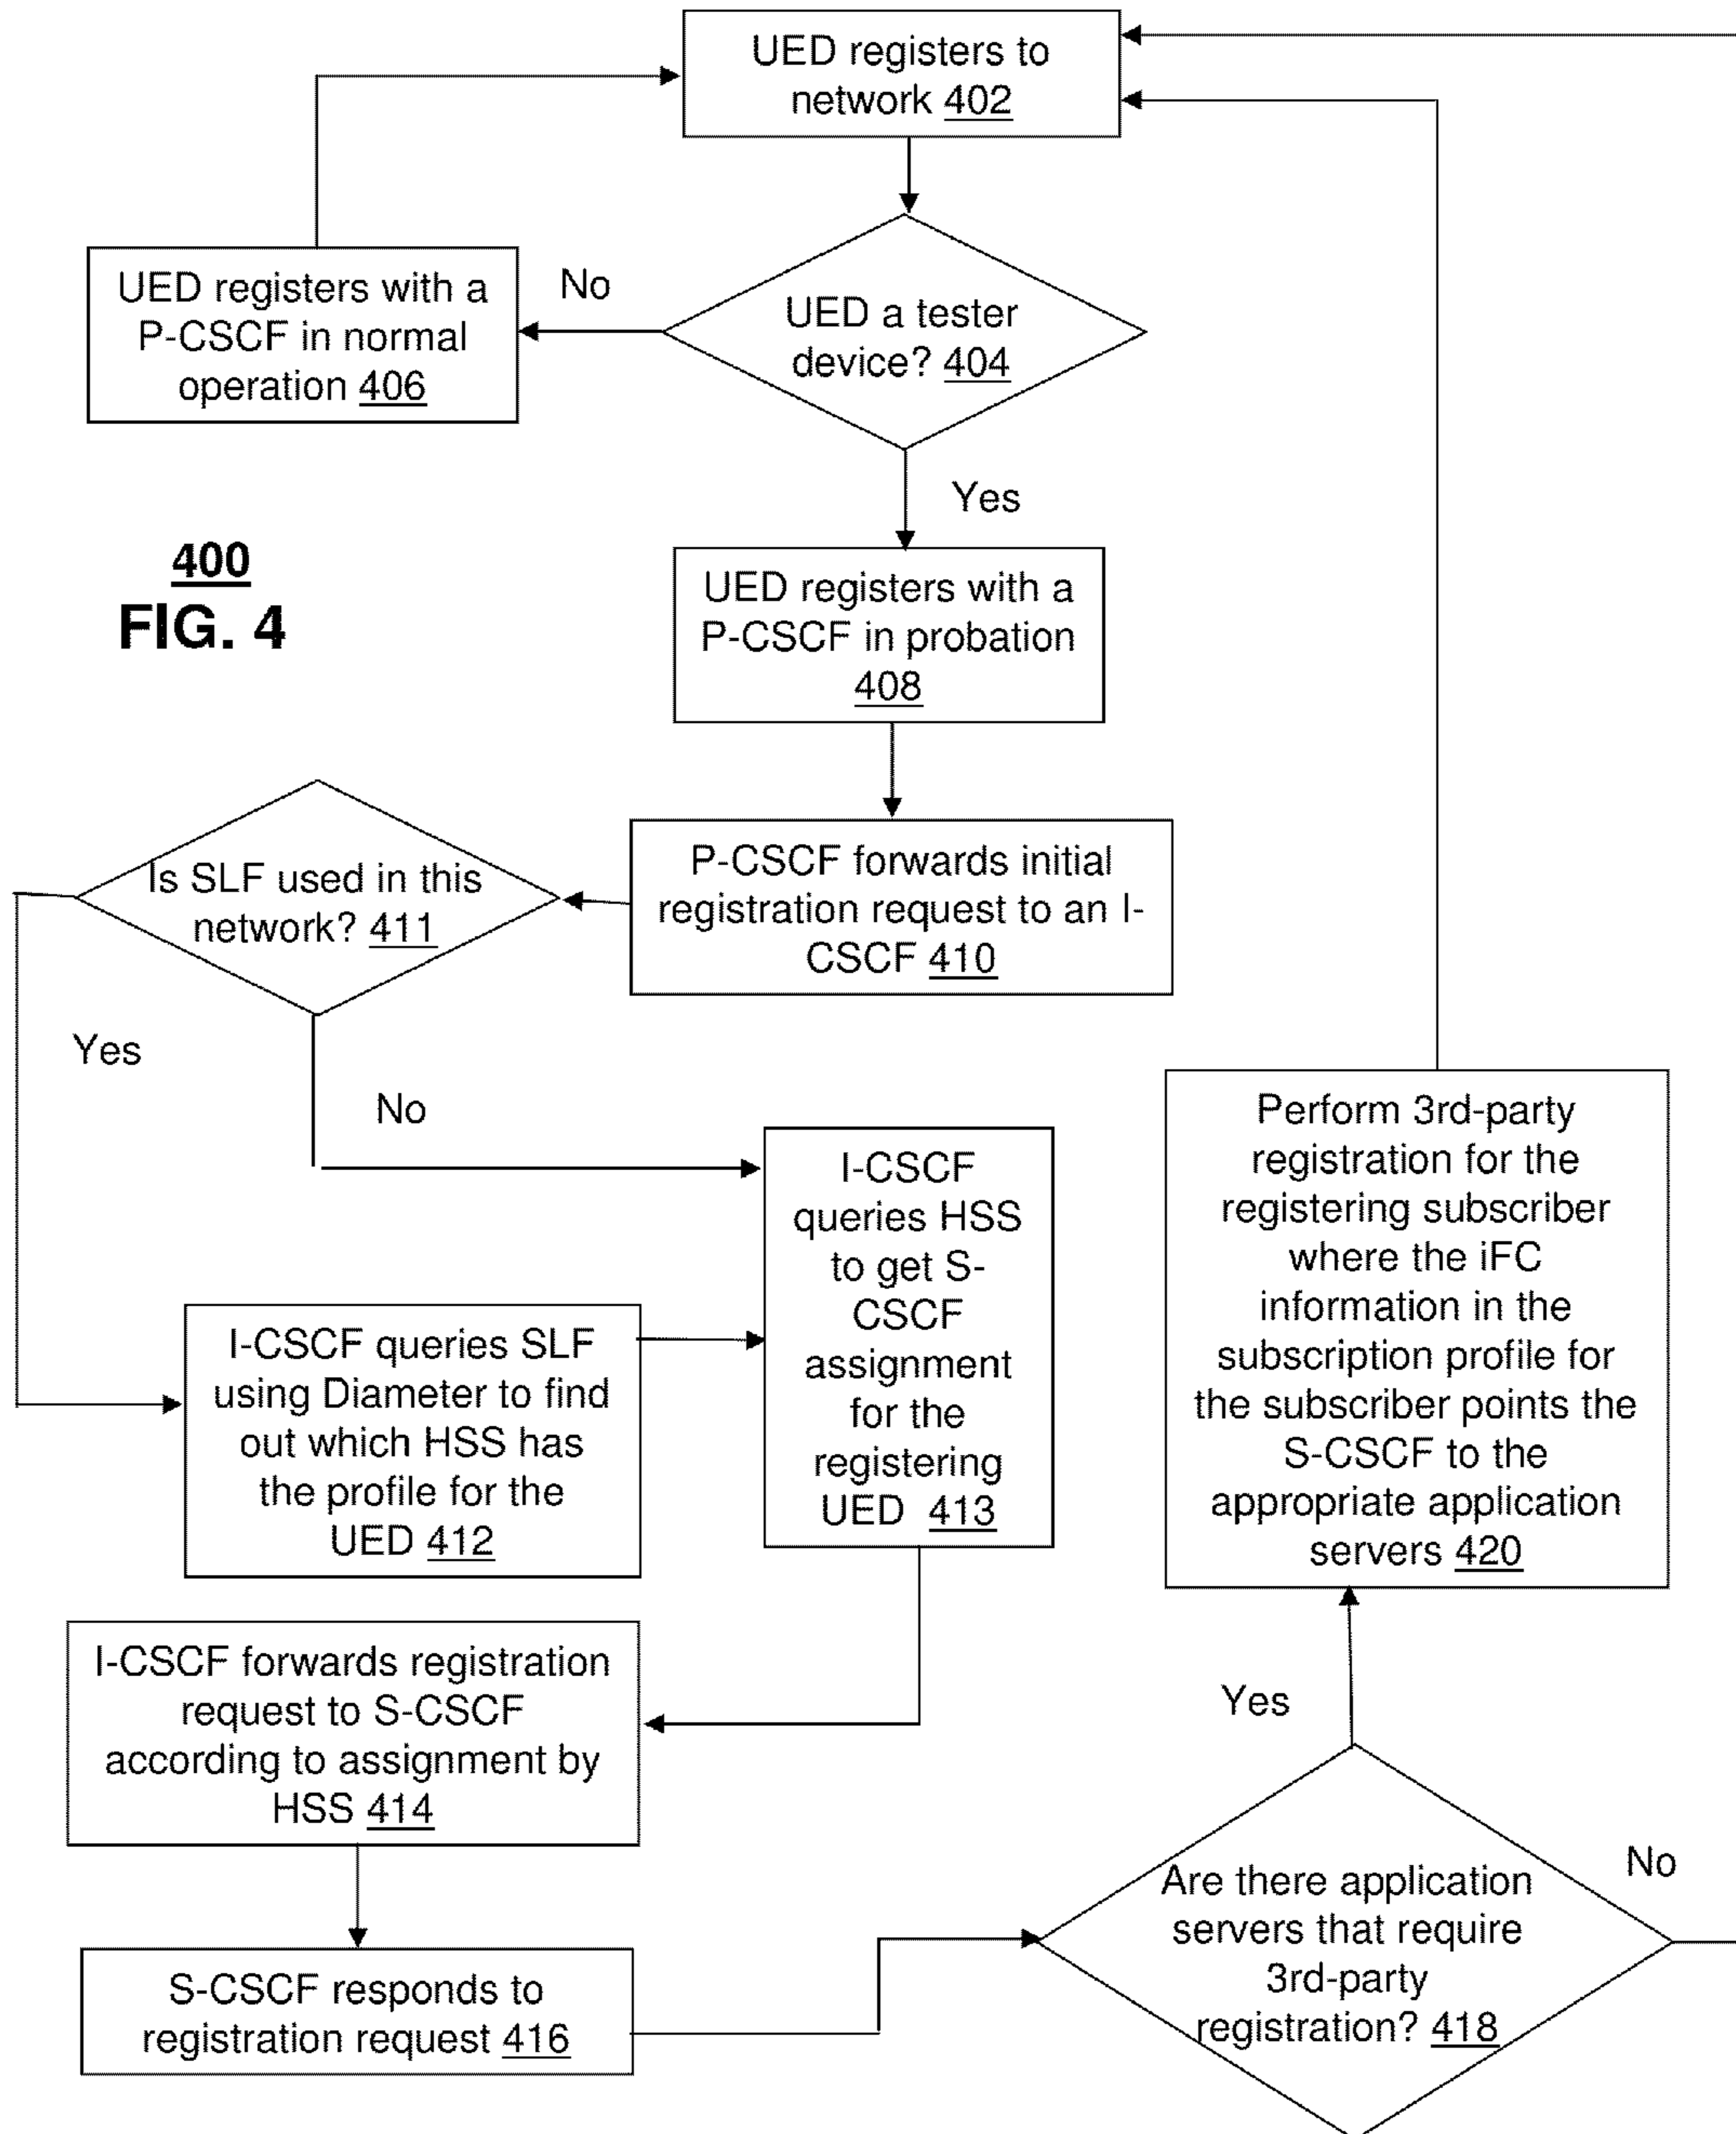 UED registers to
network 402
UED registers with a
P-CSCF in normal
operation 406
No
UED a tester
device? 404
Yes
400
FIG. 4
UED registers with a
P-CSCF in probation
408
P-CSCF forwards initial
registration request to an I-
CSCF 410
Is SLF used in this
network? 411
Yes
No
I-CSCF queries SLF
using Diameter to find
out which HSS has
the profile for the
UED 412
I-CSCF
queries HSS
to get S-
CSCF
assignment
for the
registering
UED 413
I-CSCF forwards registration
request to S-CSCF
according to assignment by
HSS 414
S-CSCF responds to
registration request 416
Are there application
servers that require
3rd-party
registration? 418
Yes
No
Perform 3rd-party
registration for the
registering subscriber
where the iFC
information in the
subscription profile for
the subscriber points the
S-CSCF to the
appropriate application
servers 420